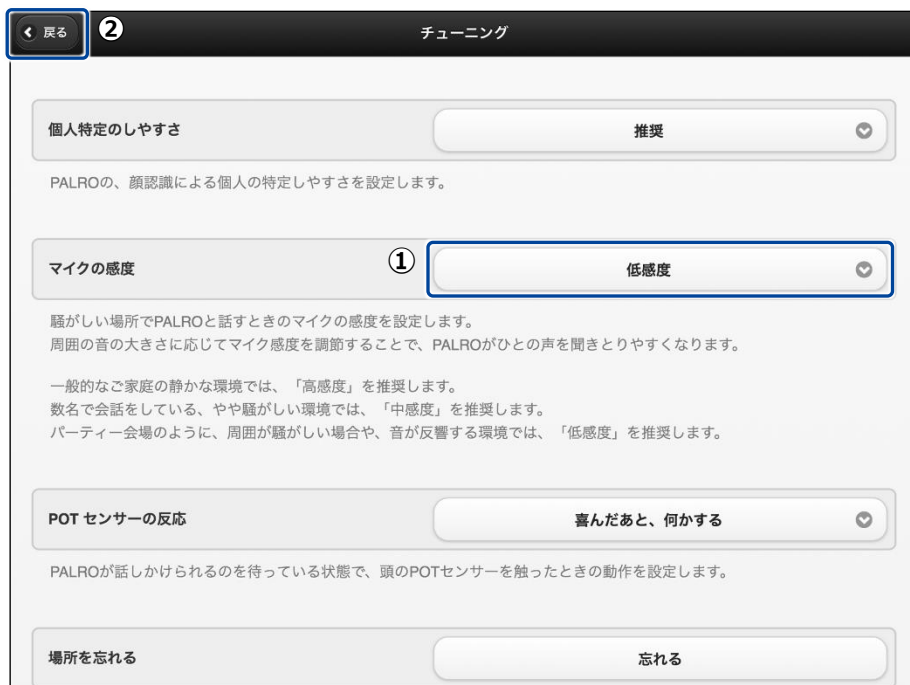 戻る
②
チューニング
個人特定のしやすさ
推奨
PALROの、顔認識による個人の特定しやすさを設定します。
マイクの感度
①
低感度
騒がしい場所でPALROと話すときのマイクの感度を設定します。
周囲の音の大きさに応じてマイク感度を調節することで、PALROがひとの声を聞きとりやすくなります。
一般的なご家庭の静かな環境では、「高感度」を推奨します。
数名で会話をしている、やや騒がしい環境では、「中感度」を推奨します。
パーティー会場のように、周囲が騒がしい場合や、音が反響する環境では、「低感度」を推奨します。
POT センサーの反応
喜んだあと、何かする
PALROが話しかけられるのを待っている状態で、頭のPOTセンサーを触ったときの動作を設定します。
場所を忘れる
忘れる